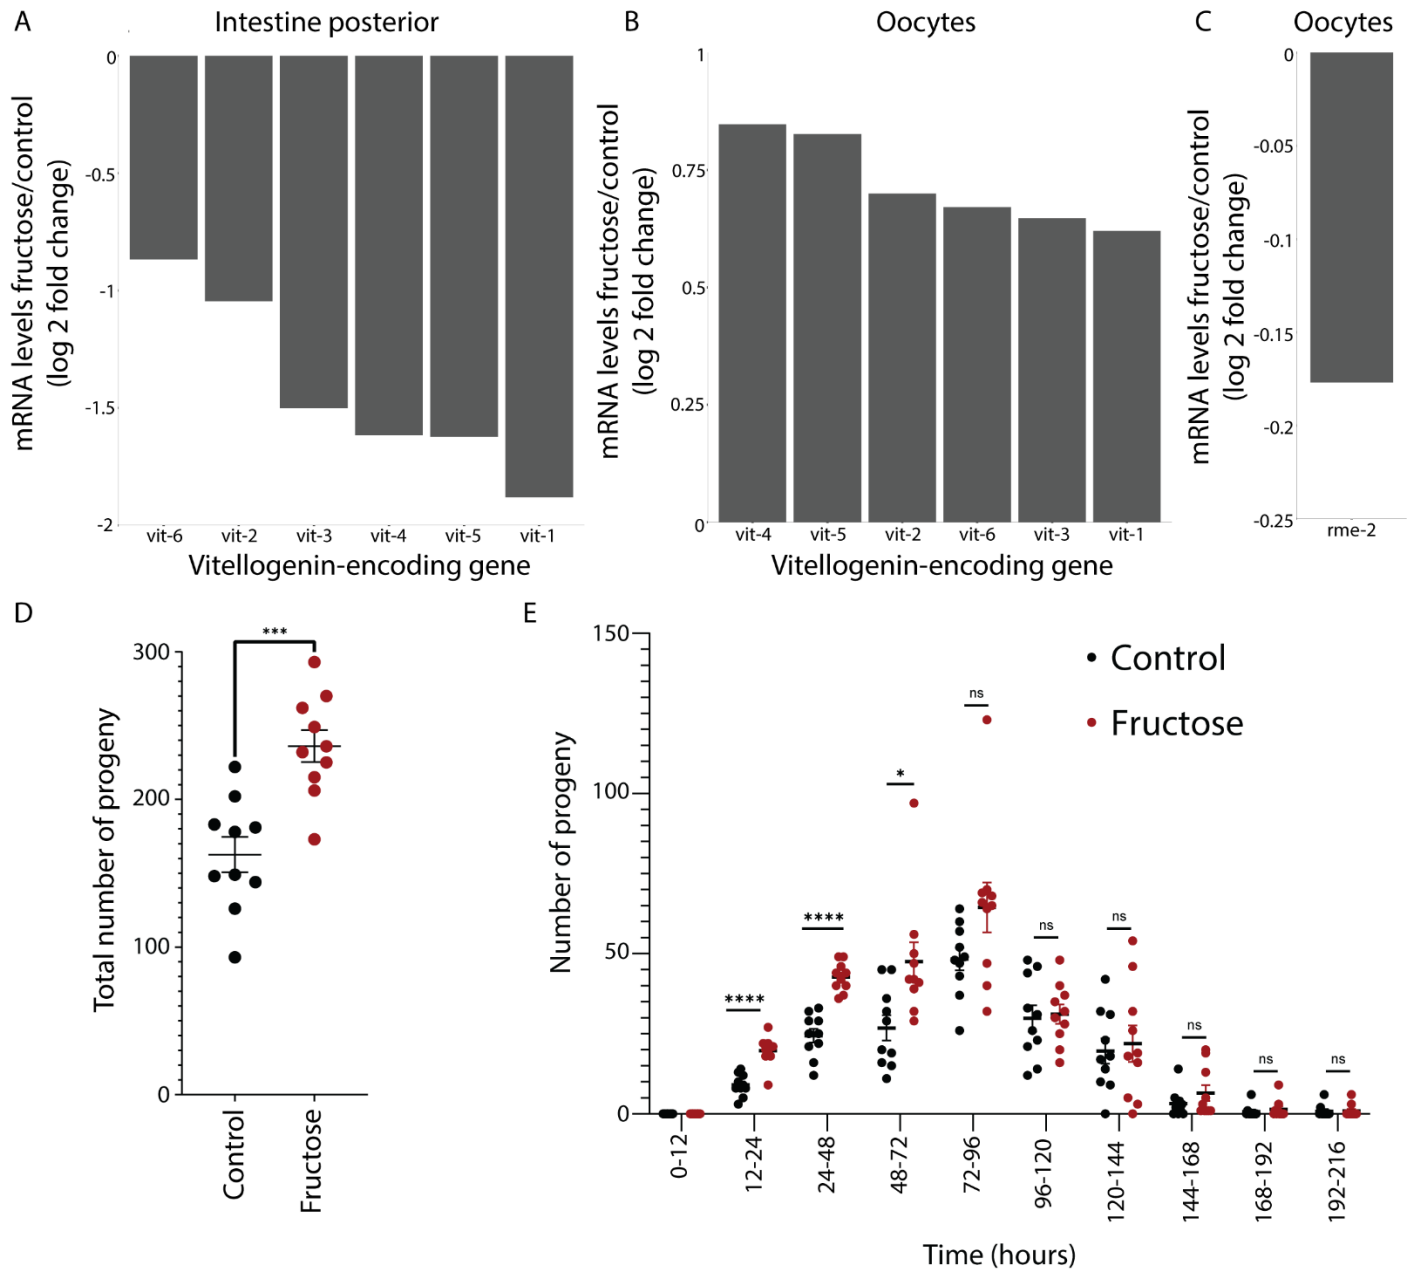 A
Intestine posterior
mRNA levels fructose/control
(log 2 fold change)
0
-0.5
-1
-1.5
-2
vit-6 vit-2 vit-3 vit-4 vit-5 vit-1
Vitellogenin-encoding gene
B
Oocytes
mRNA levels fructose/control
(log 2 fold change)
1
0.75
0.5
0.25
0
vit-4 vit-5 vit-2 vit-6 vit-3 vit-1
Vitellogenin-encoding gene
C
Oocytes
mRNA levels fructose/control
(log 2 fold change)
0
-0.05
-0.1
-0.15
-0.2
-0.25
rme-2
D
Total number of progeny
300
200
100
0
***
Control
Fructose
E
Number of progeny
150
100
50
0
Control
Fructose
****
****
*
ns
ns
ns
ns
ns
ns
0-12
12-24
24-48
48-72
72-96
96-120
120-144
144-168
168-192
192-216
Time (hours)